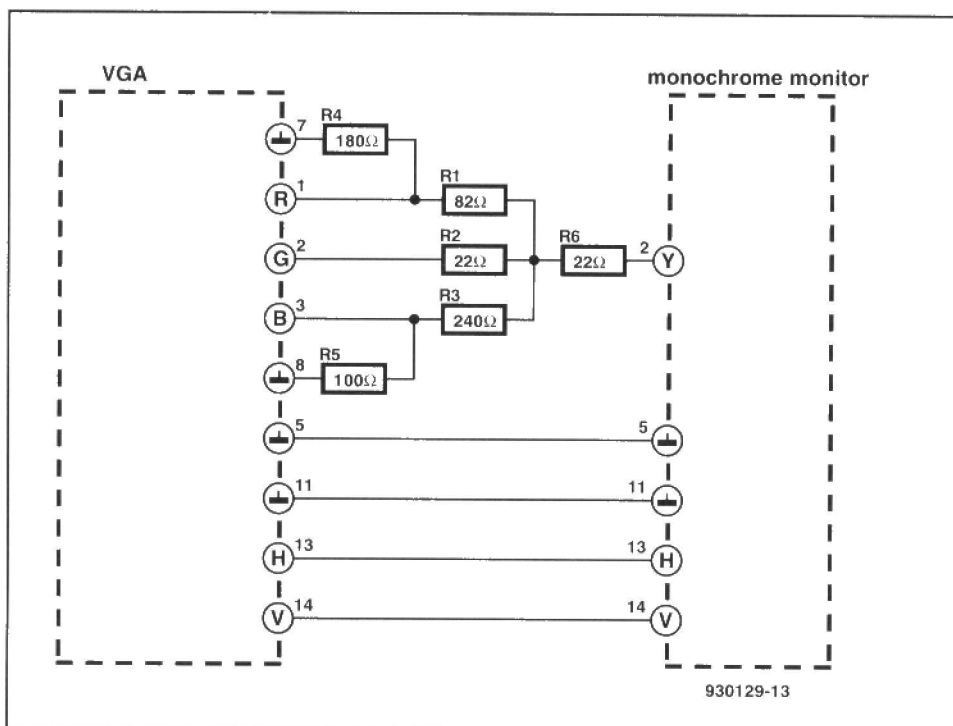 VGA
monochrome monitor
7
R4
180Ω
R
1
R1
82Ω
G
2
R2
22Ω
R6
22Ω
2
Y
B
3
R3
240Ω
8
R5
100Ω
5
5
11
11
H
13
13
H
V
14
14
V
930129-13